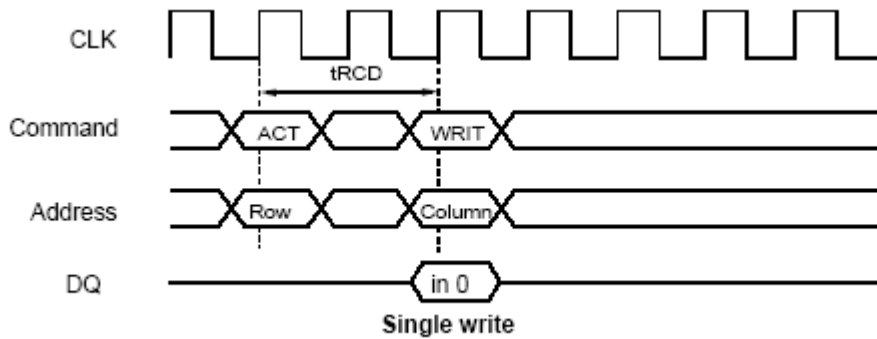 CLK
tRCD
Command ACT WRIT
Address Row Column
DQ in 0
Single write